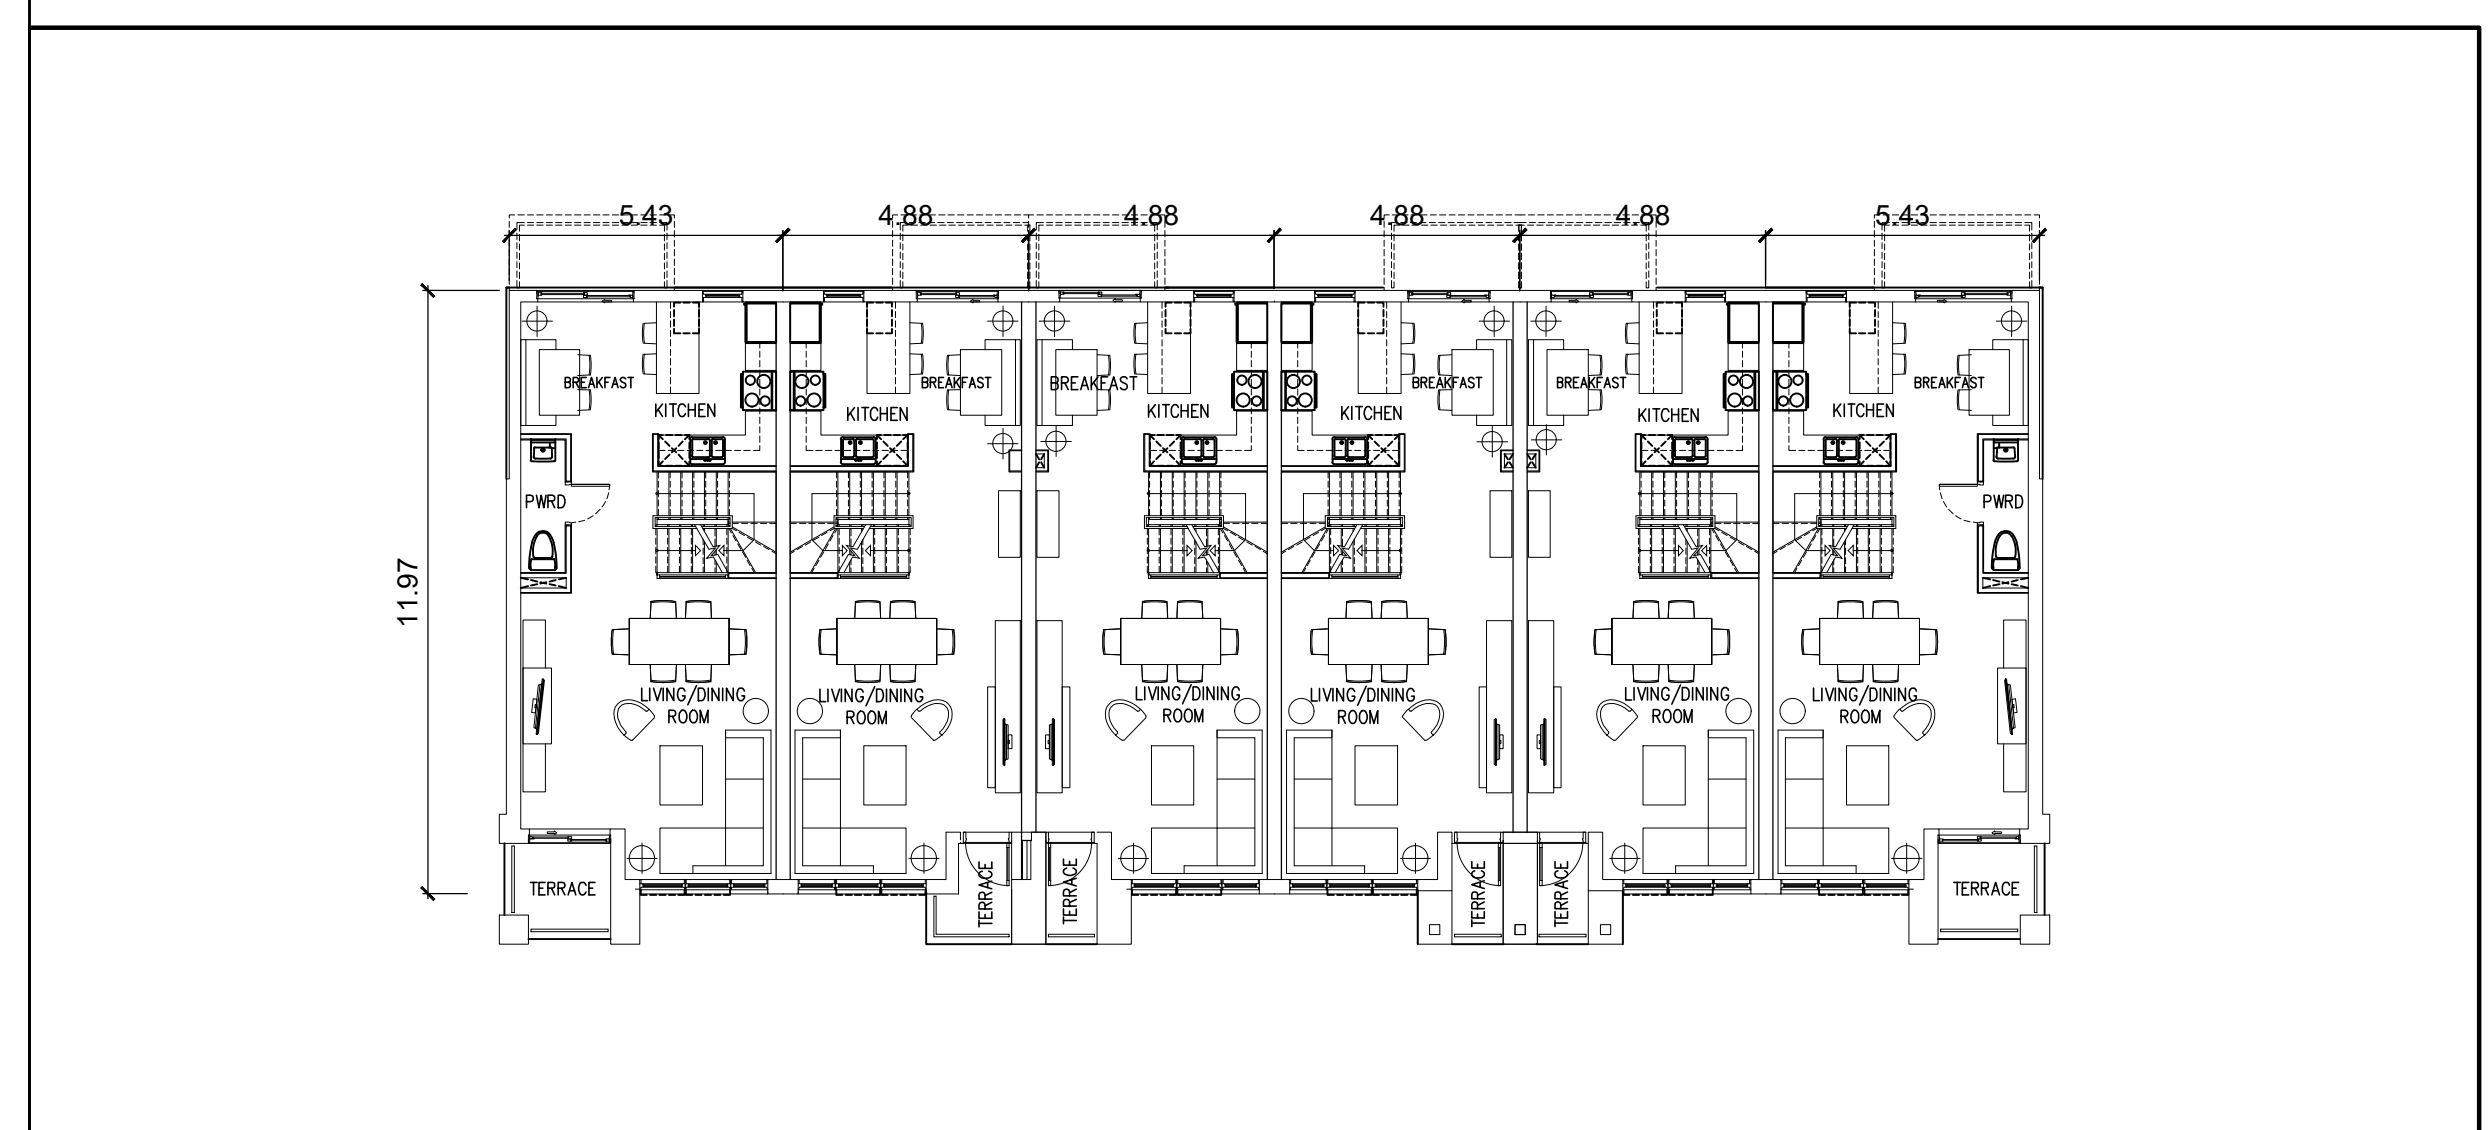 5.43 4.88 4.88 4.88 4.88 5.43
BREAKFAST BREAKFAST BREAKFAST BREAKFAST BREAKFAST BREAKFAST
KITCHEN KITCHEN KITCHEN KITCHEN KITCHEN KITCHEN
PWRD PWRD
11.97
LIVING/DINING LIVING/DINING LIVING/DINING LIVING/DINING LIVING/DINING LIVING/DINING
ROOM ROOM ROOM ROOM ROOM ROOM
TERRACE TERRACE TERRACE TERRACE TERRACE TERRACE